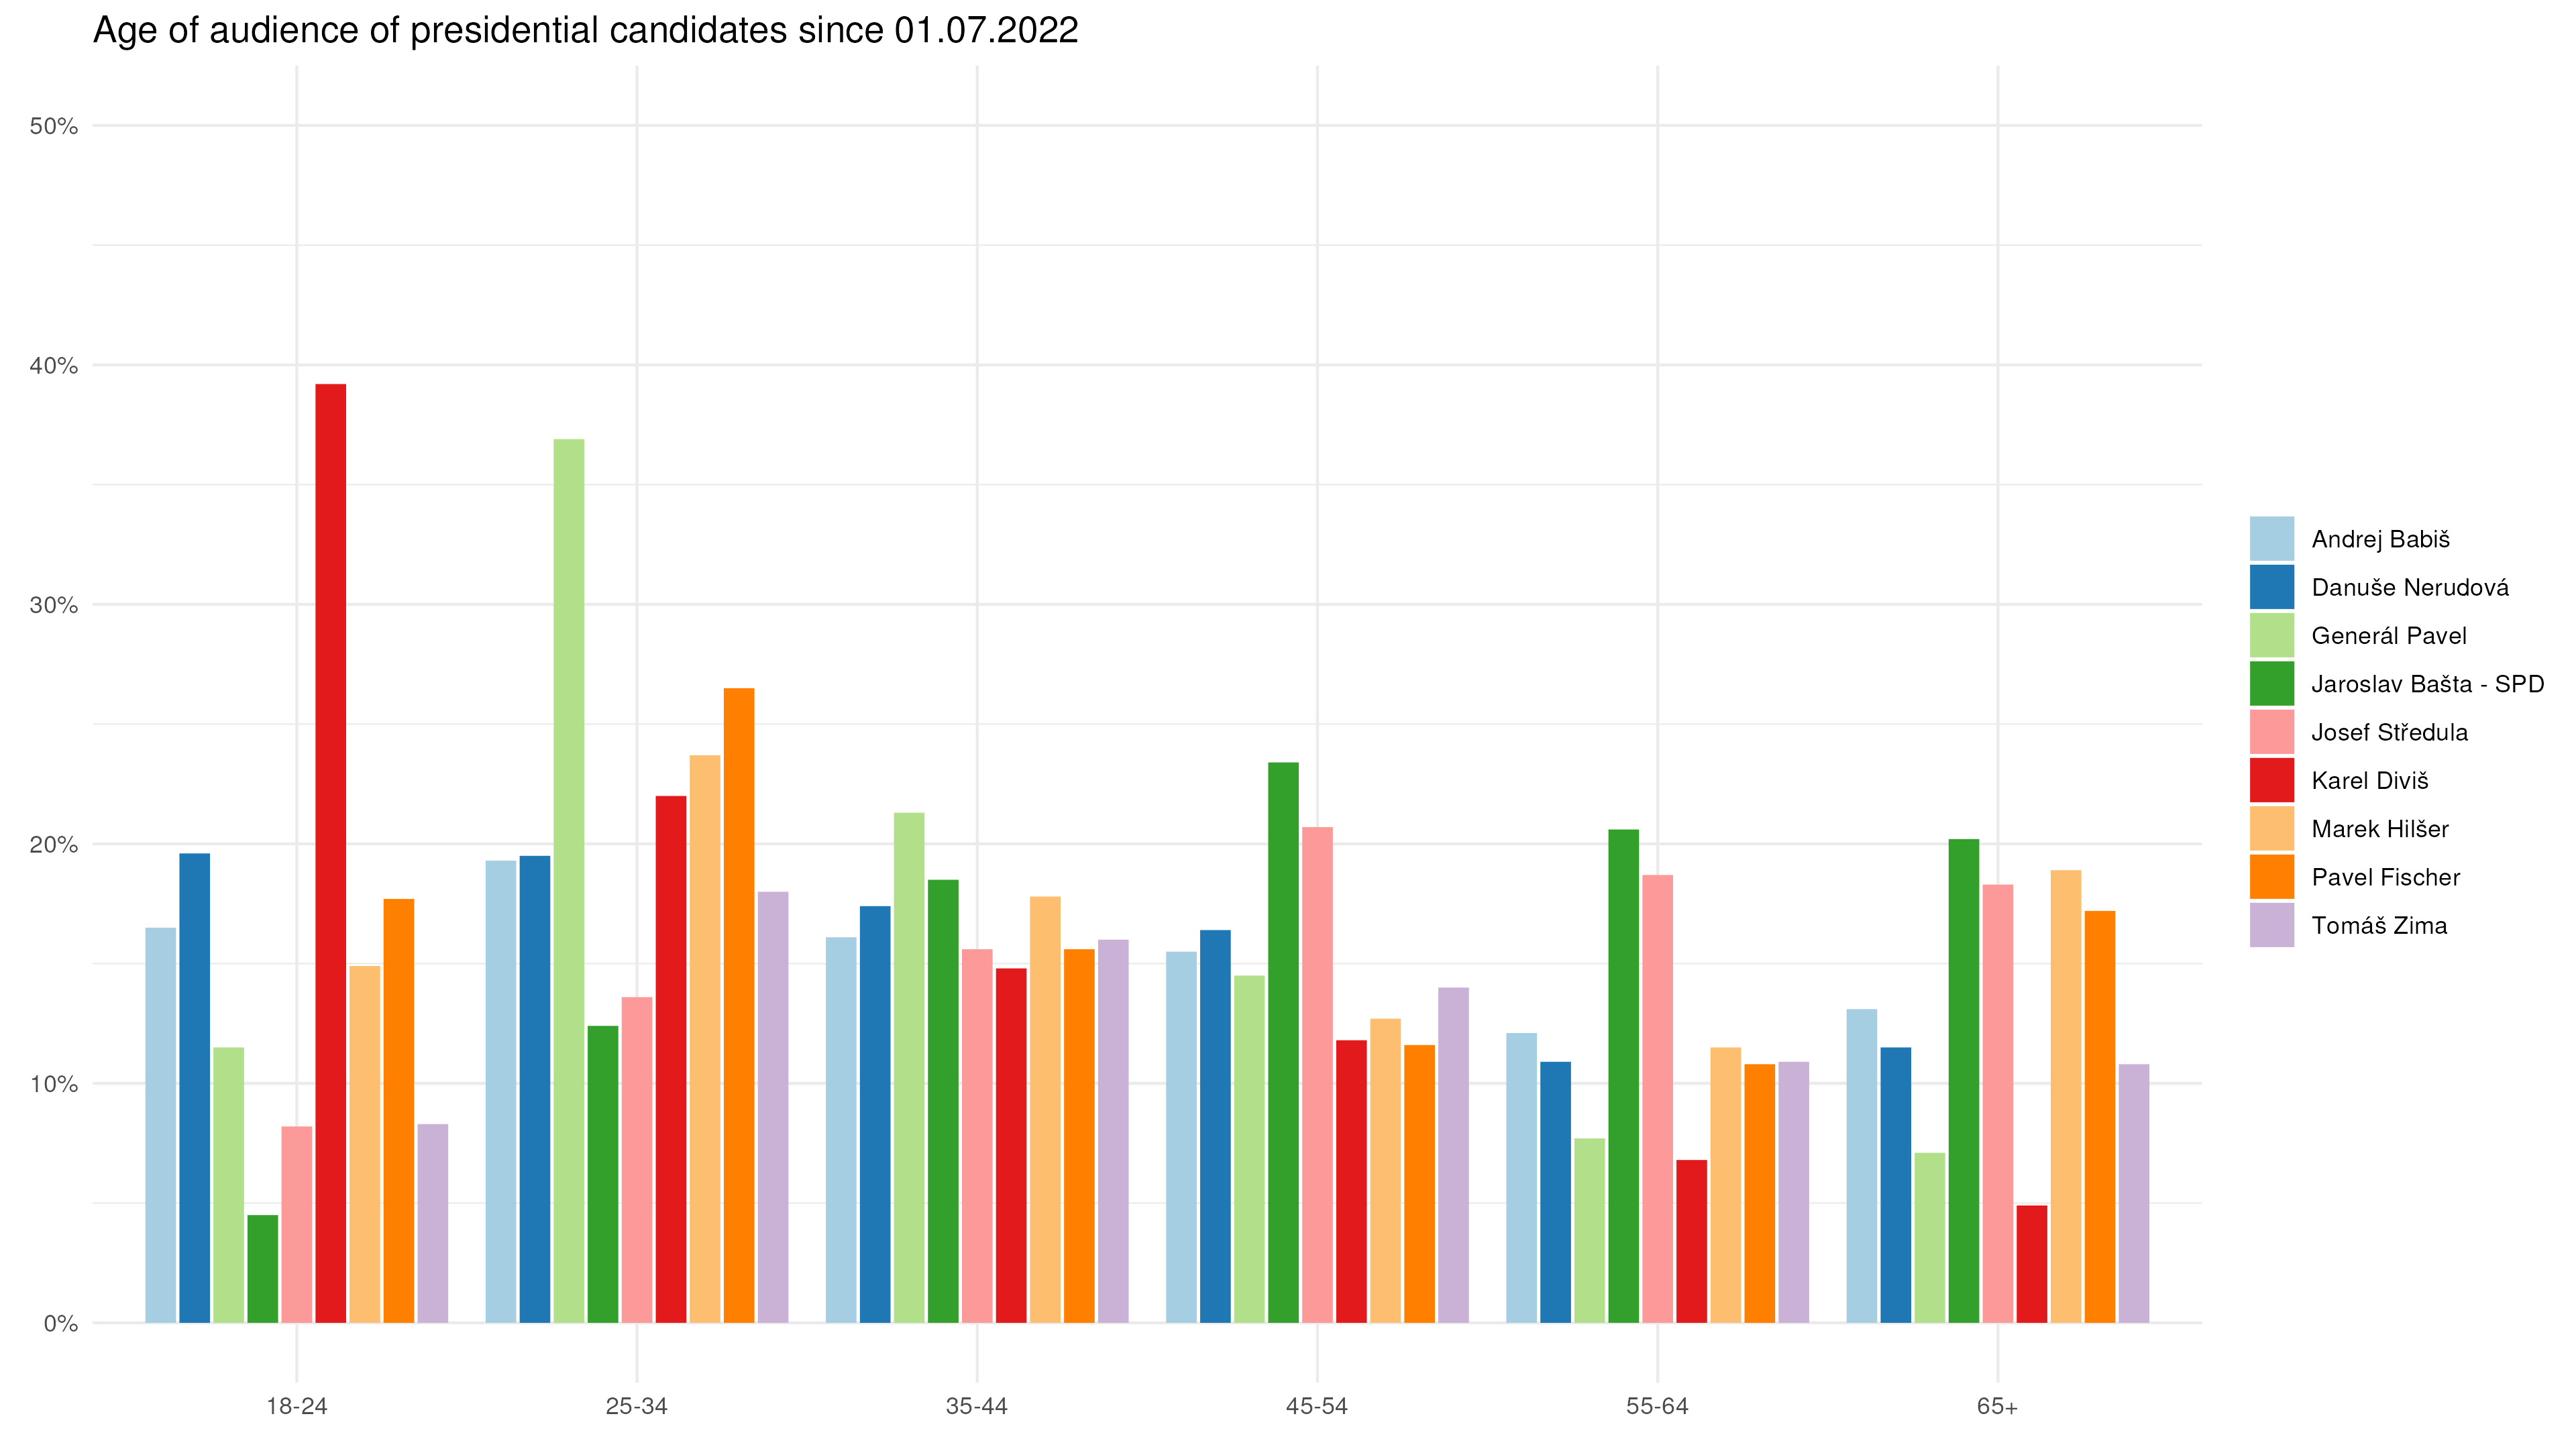 Age of audience of presidential candidates since 01.07.2022
50%
40%
30%
20%
10%
0%
18-24
25-34
35-44
45-54
55-64
65+
Andrej Babiš
Danuše Nerudová
Generál Pavel
Jaroslav Bašta - SPD
Josef Středula
Karel Diviš
Marek Hilšer
Pavel Fischer
Tomáš Zima